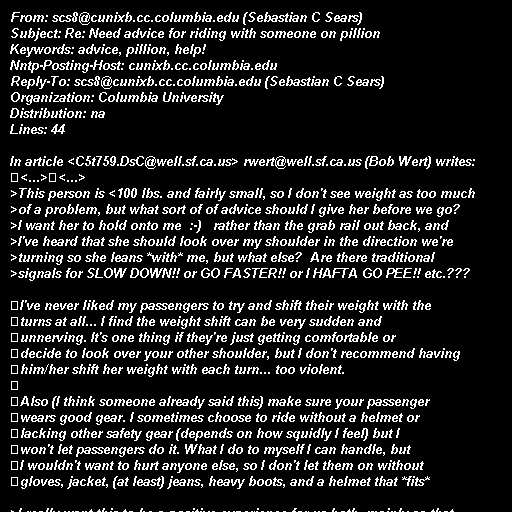 From: scs8@cunixb.cc.columbia.edu (Sebastian C Sears)
Subject: Re: Need advice for riding with someone on pillion
Keywords: advice, pillion, help!
Nntp-Posting-Host: cunixb.cc.columbia.edu
Reply-To: scs8@cunixb.cc.columbia.edu (Sebastian C Sears)
Organization: Columbia University
Distribution: na
Lines: 44

In article <C5t759.DsC@well.sf.ca.us> rwert@well.sf.ca.us (Bob Wert) writes:
▯<...>▯<...>
>This person is <100 lbs. and fairly small, so I don't see weight as too much
>of a problem, but what sort of of advice should I give her before we go?
>I want her to hold onto me  :-)   rather than the grab rail out back, and
>I've heard that she should look over my shoulder in the direction we're
>turning so she leans *with* me, but what else?  Are there traditional
>signals for SLOW DOWN!! or GO FASTER!! or I HAFTA GO PEE!! etc.???

▯I've never liked my passengers to try and shift their weight with the
▯turns at all... I find the weight shift can be very sudden and
▯unnerving. It's one thing if they're just getting comfortable or
▯decide to look over your other shoulder, but I don't recommend having
▯him/her shift her weight with each turn... too violent.
▯
▯Also (I think someone already said this) make sure your passenger
▯wears good gear. I sometimes choose to ride without a helmet or
▯lacking other safety gear (depends on how squidly I feel) but I
▯won't let passengers do it. What I do to myself I can handle, but
▯I wouldn't want to hurt anyone else, so I don't let them on without
▯gloves, jacket, (at least) jeans, heavy boots, and a helmet that *fits*

>I really want this to be a positive experience for us both, mainly so that